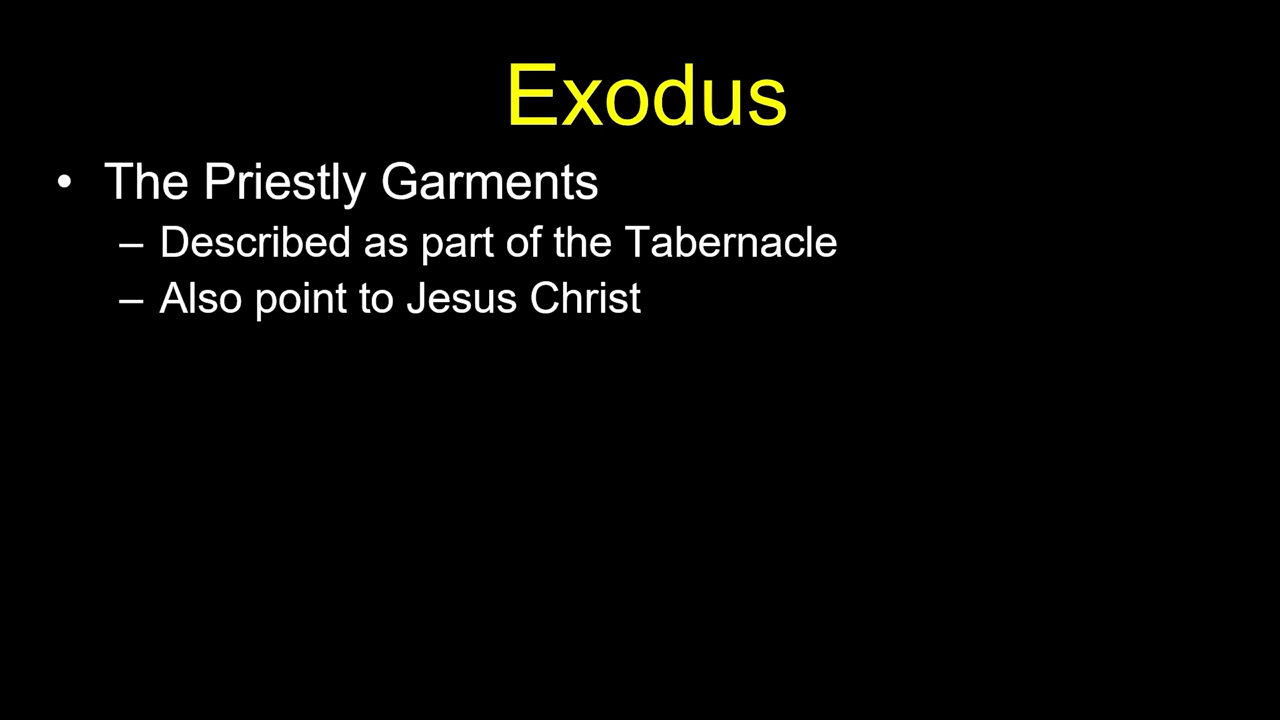 Exodus
• The Priestly Garments
– Described as part of the Tabernacle
– Also point to Jesus Christ